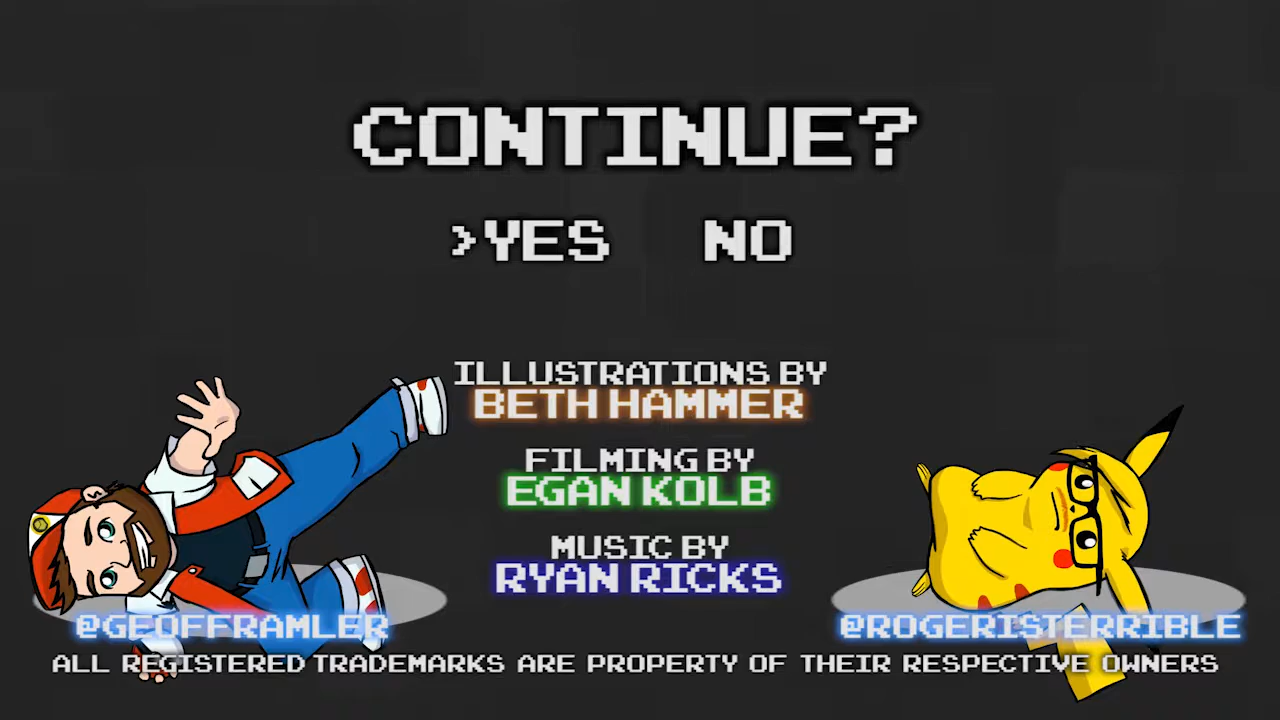 CONTINUE?
>YES NO
ILLUSTRATIONS BY
BETH HAMMER
FILMING BY
EGAN KOLB
MUSIC BY
RYAN RICKS
@GEOFFRAMLER @ROGERISTERRIBLE
ALL REGISTERED TRADEMARKS ARE PROPERTY OF THEIR RESPECTIVE OWNERS